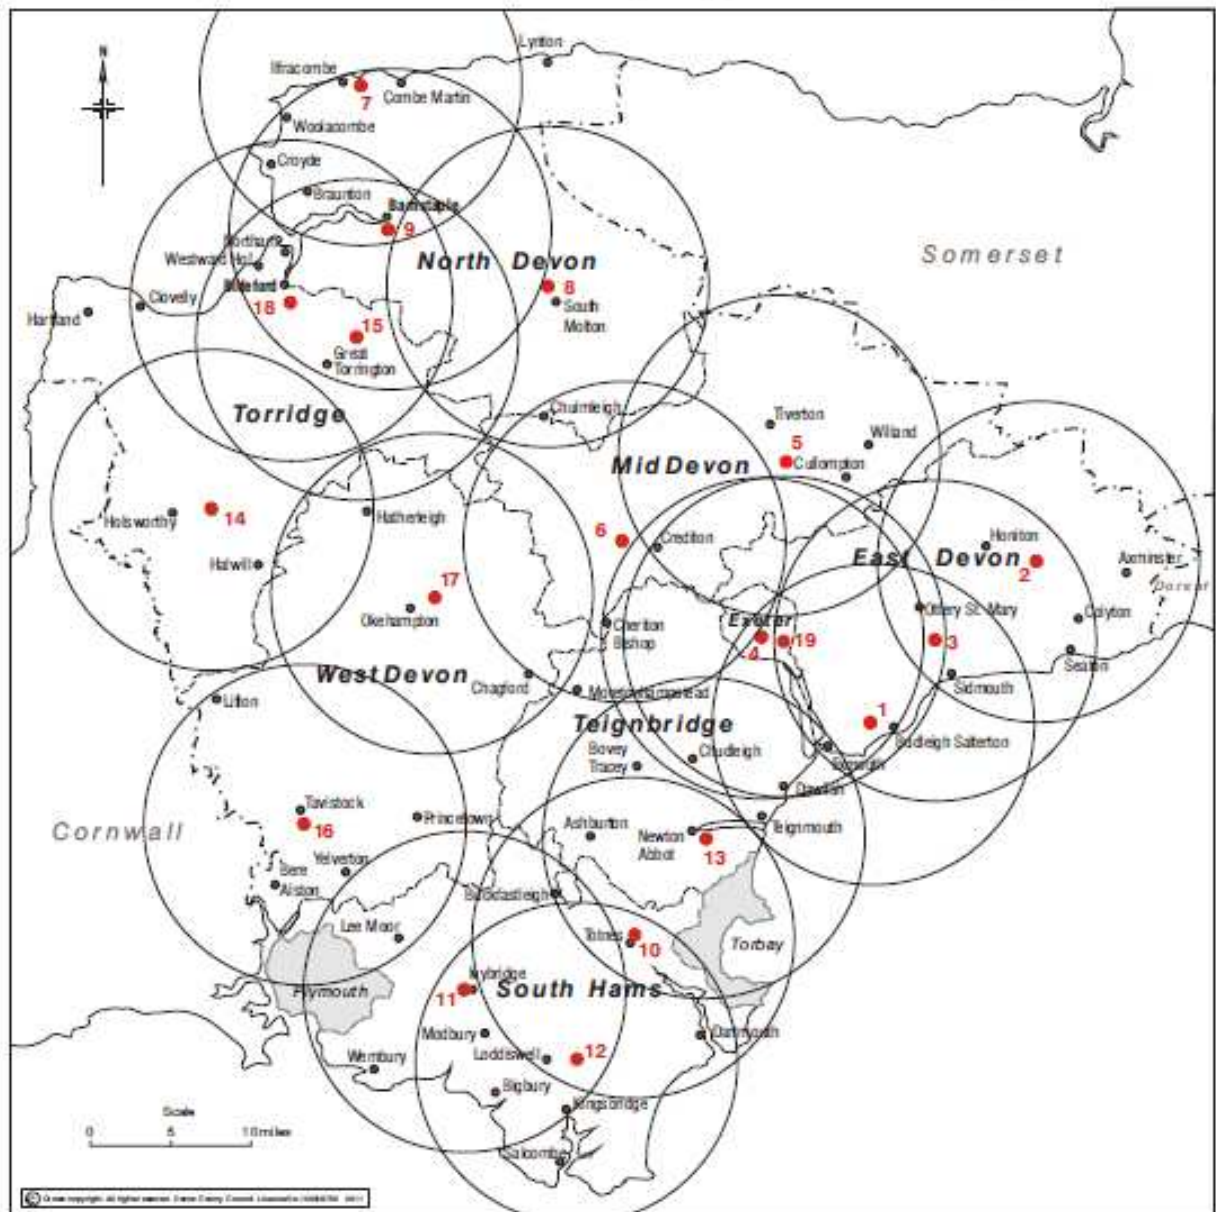 N
Lynton
Ilfracombe
Combe Martin
7
Woolacombe
Croyde
Braunton
Barnstaple
9
Northam
Westward Ho!
North Devon
Somerset
Bideford
8
Clovelly
18
South
Molton
Hartland
15
Great
Torrington
Torridge
Chulmleigh
Tiverton
Willand
5
Mid Devon
Cullompton
Holsworthy
14
Hatherleigh
6
Crediton
Honiton
East Devon
2
Axminster
Dorset
Halwill
17
Okehampton
Cheriton
Bishop
Exeter
4
19
Ottery St. Mary
3
Colyton
Seaton
West Devon
Chagford
Moretonhampstead
Sidmouth
Lifton
Teignbridge
1
Budleigh Salterton
Bovey
Tracey
Chudleigh
Exmouth
Dawlish
Tavistock
16
Princetown
Cornwall
Ashburton
Newton
Abbot
13
Teignmouth
Yelverton
Bere
Alston
Buckfastleigh
Lee Moor
Totnes
10
Torbay
Ivybridge
11
South Hams
Plymouth
Modbury
Loddiswell
12
Dartmouth
Wembury
Bigbury
Kingsbridge
Salcombe
Scale
0 5 10 miles